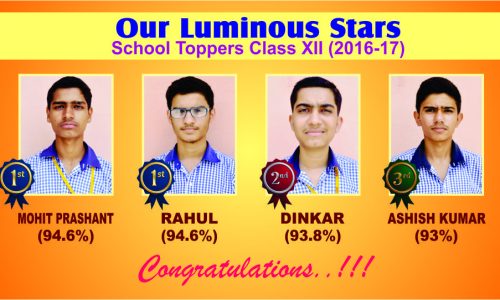 Our Luminous Stars
School Toppers Class XII (2016-17)
1st
1st
2nd
3rd
MOHIT PRASHANT
(94.6%)
RAHUL
(94.6%)
DINKAR
(93.8%)
ASHISH KUMAR
(93%)
Congratulations..!!!